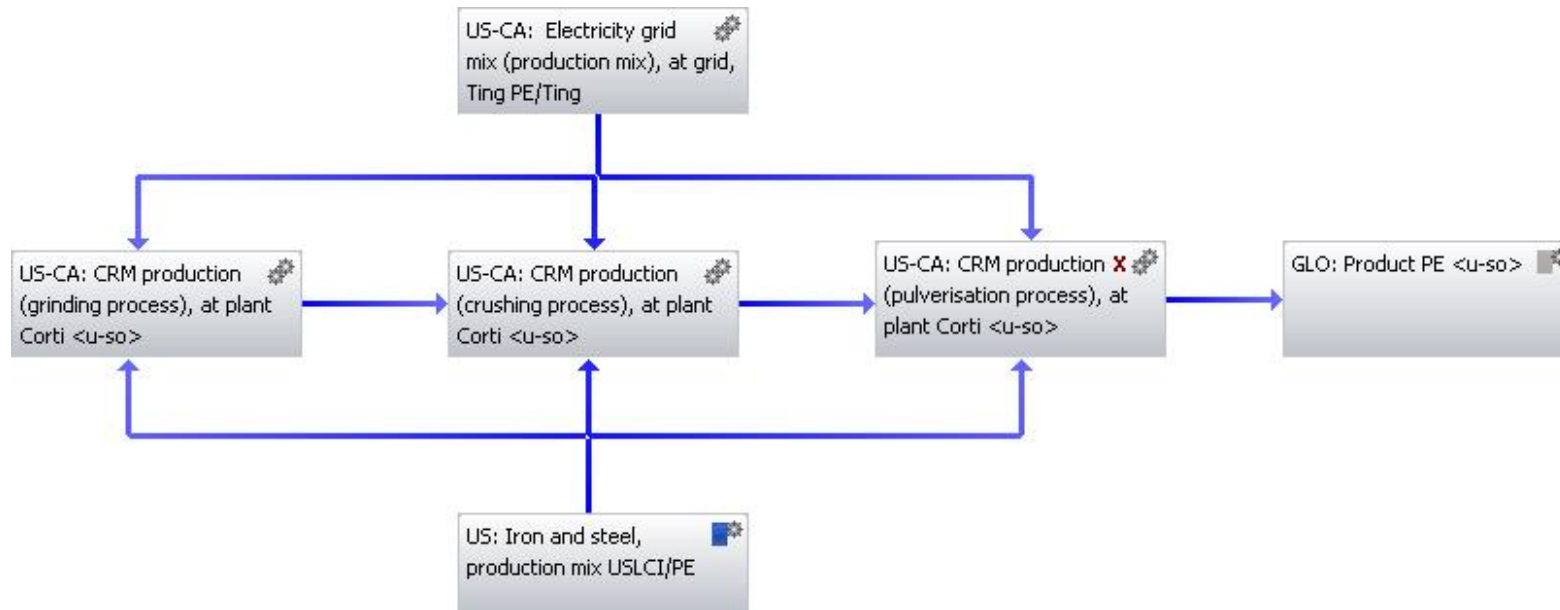 US-CA:  Electricity grid
mix (production mix), at grid,
Ting PE/Ting
US-CA: CRM production
(grinding process), at plant
Corti <u-so>
US-CA: CRM production
(crushing process), at plant
Corti <u-so>
US-CA: CRM production X
(pulverisation process), at
plant Corti <u-so>
GLO: Product PE <u-so>
US: Iron and steel,
production mix USLCI/PE